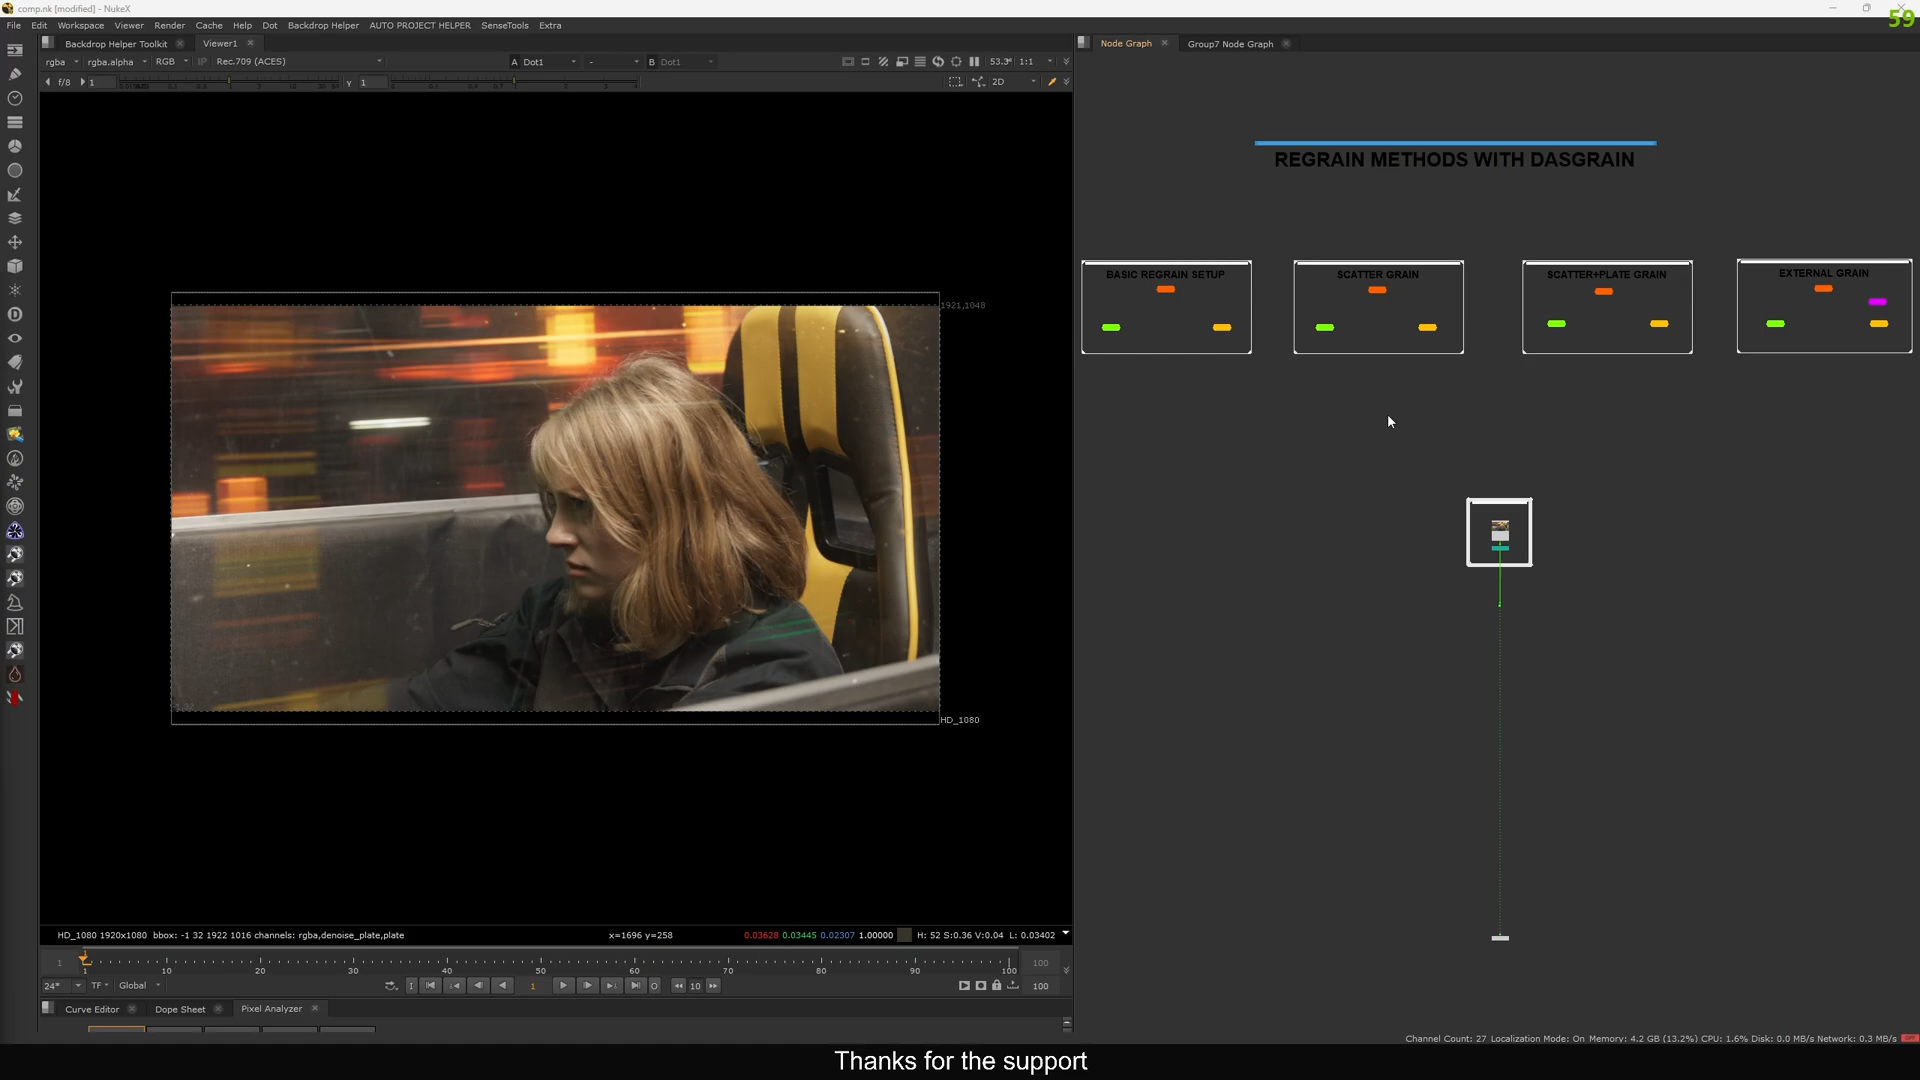 comp.nk [modified] - NukeX
59
File Edit Workspace Viewer Render Cache Help Dot Backdrop Helper AUTO PROJECT HELPER SenseTools Extra
Backdrop Helper Toolkit Viewer1
Node Graph Group7 Node Graph
rgba rgba.alpha RGB IP Rec.709 (ACES) A Dot1 - B Dot1 53.3* 1:1
f/8 1 Y 1 2D
REGRAIN METHODS WITH DASGRAIN
BASIC REGRAIN SETUP
SCATTER GRAIN
SCATTER+PLATE GRAIN
EXTERNAL GRAIN
1921,1048
-1,32
HD_1080
HD_1080 1920x1080 bbox: -1 32 1922 1016 channels: rgba,denoise_plate,plate x=1696 y=258 0.03628 0.03445 0.02307 1.00000 H: 52 S:0.36 V:0.04 L: 0.03402
1 1 1 10 20 30 40 50 60 70 80 90 100 100
24* TF Global 1 10 100
Curve Editor Dope Sheet Pixel Analyzer
Channel Count: 27 Localization Mode: On Memory: 4.2 GB (13.2%) CPU: 1.6% Disk: 0.0 MB/s Network: 0.3 MB/s
Thanks for the support